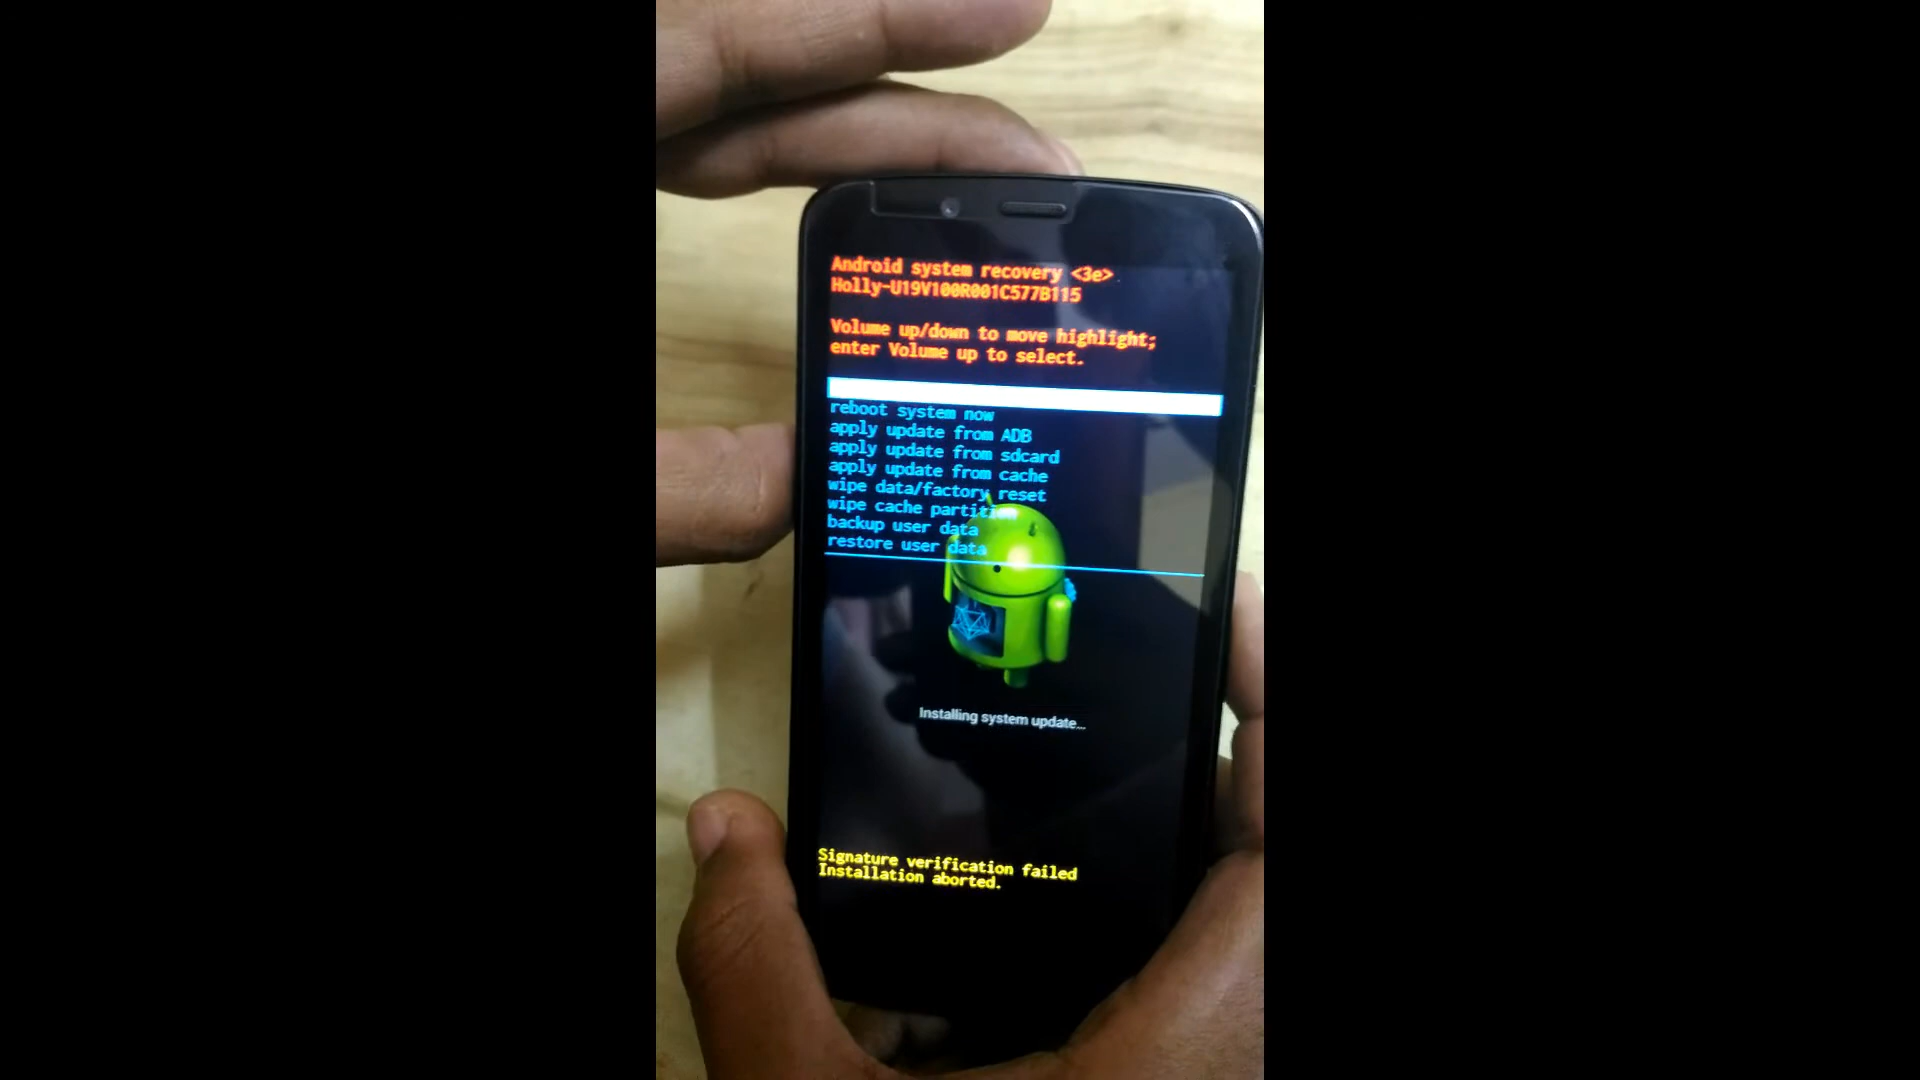 Android system recovery <3e>
Holly-U19V100R001C577B115
Volume up/down to move highlight;
enter Volume up to select.
reboot system now
apply update from ADB
apply update from sdcard
apply update from cache
wipe data/factory reset
wipe cache partition
backup user data
restore user data
Installing system update...
Signature verification failed
Installation aborted.